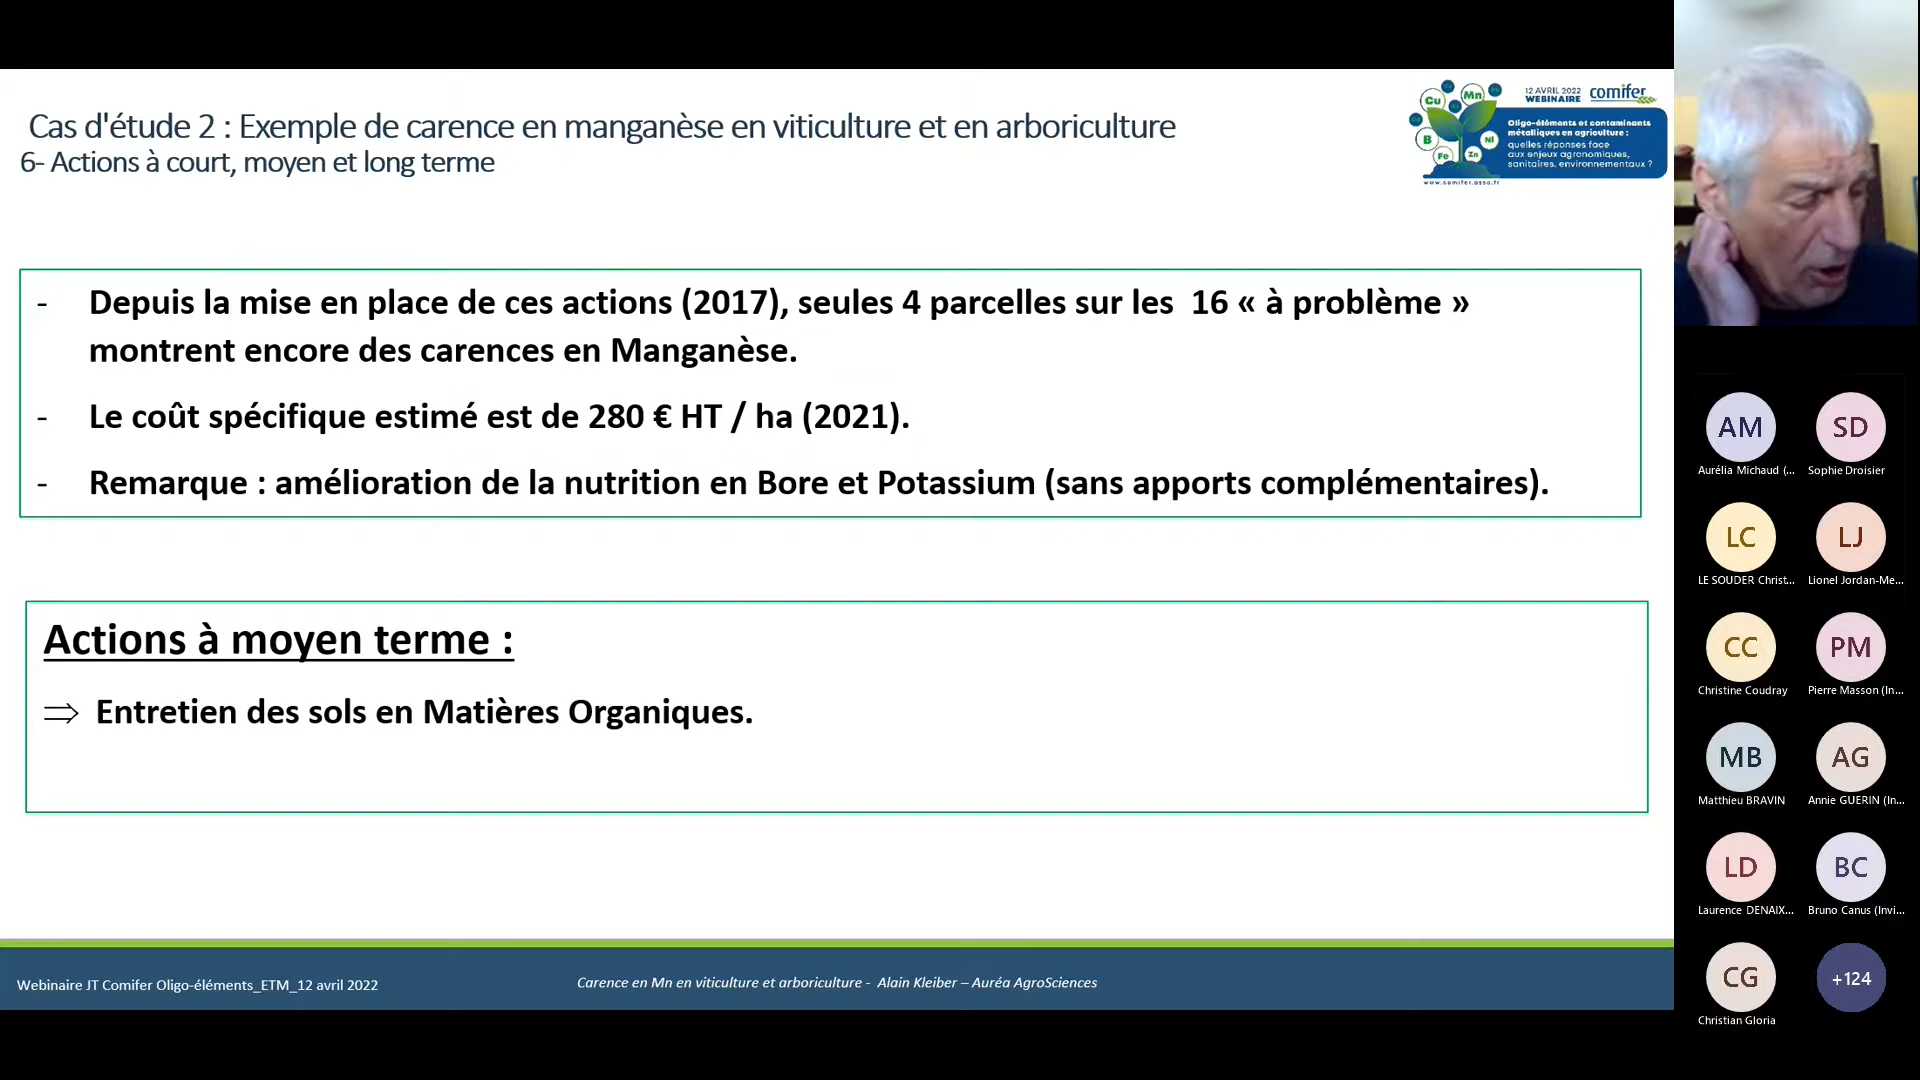 Cas d'étude 2 : Exemple de carence en manganèse en viticulture et en arboriculture
6- Actions à court, moyen et long terme
Cu
Mn
B
Fe
Zn
Ni
12 AVRIL 2022
WEBINAIRE
comifer
Oligo-éléments et contaminants
métalliques en agriculture :
quelles réponses face
aux enjeux agronomiques,
sanitaires, environnementaux ?
www.comifer.asso.fr
- Depuis la mise en place de ces actions (2017), seules 4 parcelles sur les 16 « à problème »
montrent encore des carences en Manganèse.
- Le coût spécifique estimé est de 280 € HT / ha (2021).
- Remarque : amélioration de la nutrition en Bore et Potassium (sans apports complémentaires).
Actions à moyen terme :
⇒ Entretien des sols en Matières Organiques.
Webinaire JT Comifer Oligo-éléments_ETM_12 avril 2022
Carence en Mn en viticulture et arboriculture - Alain Kleiber – Auréa AgroSciences
AM
Aurélia Michaud (...
SD
Sophie Droisier
LC
LE SOUDER Christ...
LJ
Lionel Jordan-Me...
CC
Christine Coudray
PM
Pierre Masson (In...
MB
Matthieu BRAVIN
AG
Annie GUERIN (In...
LD
Laurence DENAIX...
BC
Bruno Canus (Invi...
CG
Christian Gloria
+124